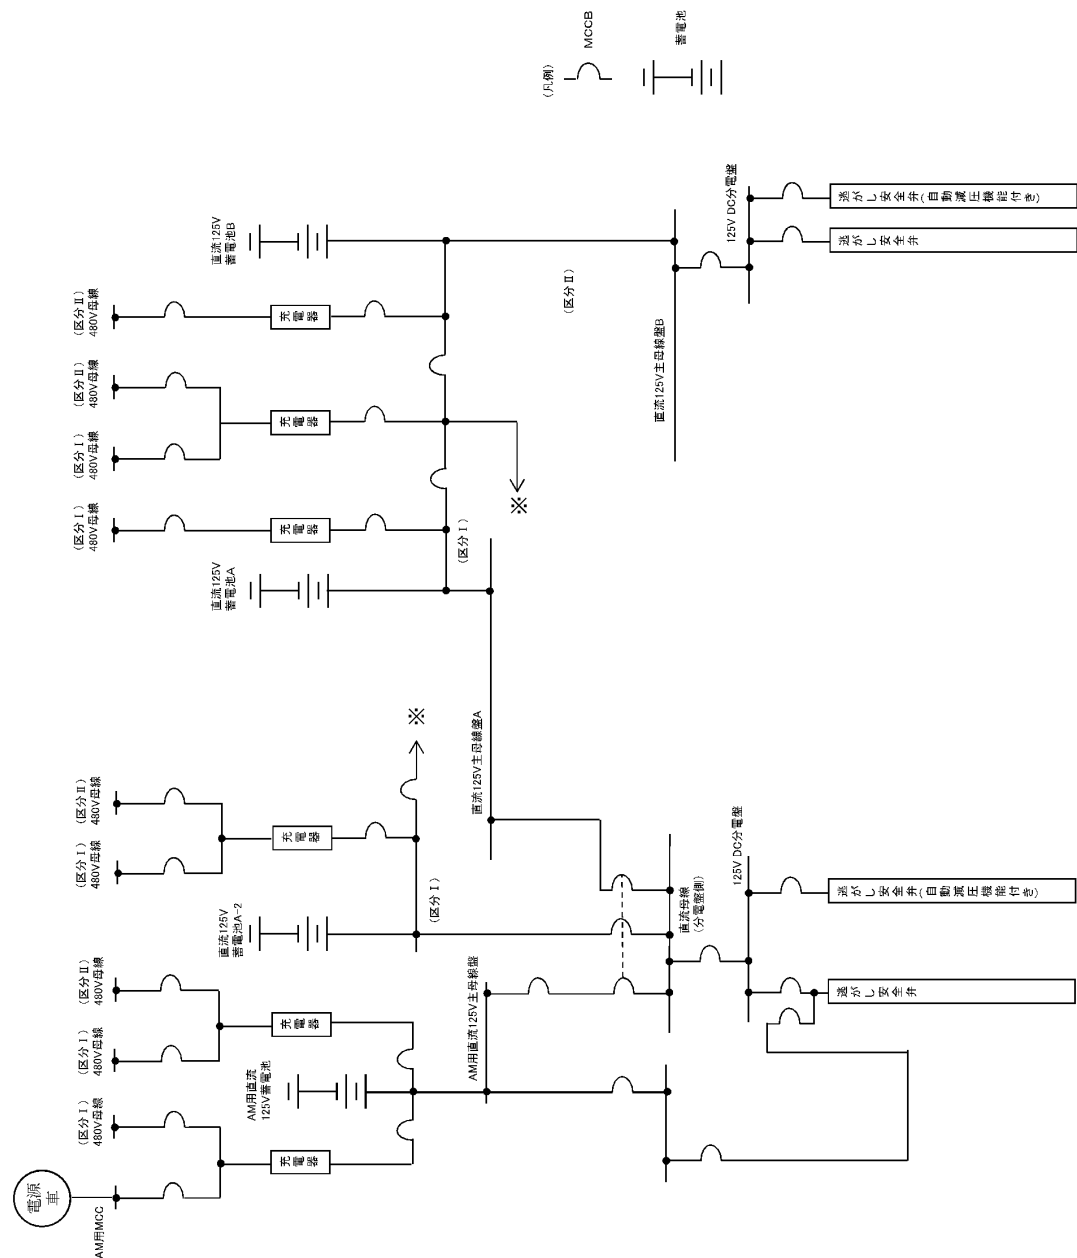 電源
車
AM用MCC
(区分Ⅰ)
480V母線
(区分Ⅰ)
480V母線
(区分Ⅱ)
480V母線
(区分Ⅰ)
480V母線
(区分Ⅱ)
480V母線
(区分Ⅰ)
480V母線
(区分Ⅰ)
480V母線
(区分Ⅱ)
480V母線
(区分Ⅱ)
480V母線
充電器
充電器
充電器
充電器
充電器
充電器
AM用直流
125V蓄電池
直流125V
蓄電池A-2
直流125V
蓄電池A
直流125V
蓄電池B
※
※
(区分Ⅰ)
(区分Ⅰ)
(区分Ⅱ)
AM用直流125V主母線盤
直流125V主母線盤A
直流125V主母線盤B
直流母線
(分電盤側)
125V DC分電盤
125V DC分電盤
逃がし安全弁
逃がし安全弁(自動減圧機能付き)
逃がし安全弁
逃がし安全弁(自動減圧機能付き)
(凡例)
MCCB
蓄電池